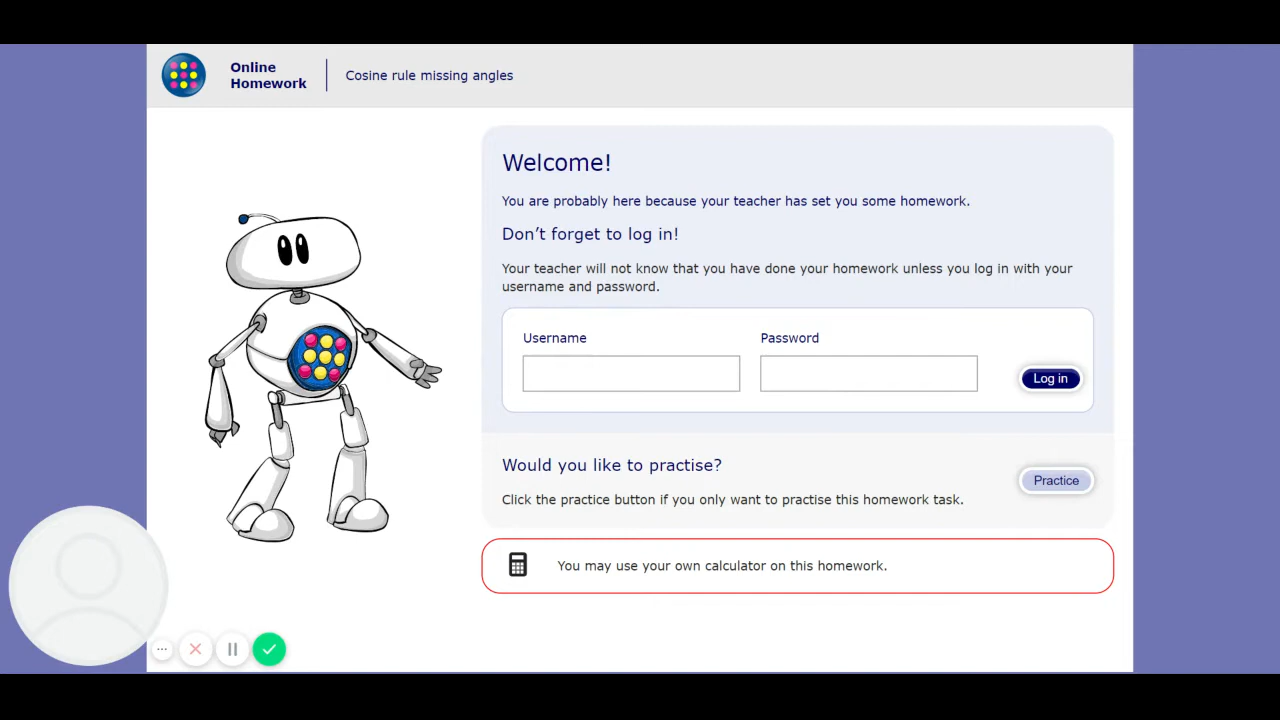 Online
Homework
Cosine rule missing angles
Welcome!
You are probably here because your teacher has set you some homework.
Don’t forget to log in!
Your teacher will not know that you have done your homework unless you log in with your
username and password.
Username
Password
Log in
Would you like to practise?
Practice
Click the practice button if you only want to practise this homework task.
You may use your own calculator on this homework.